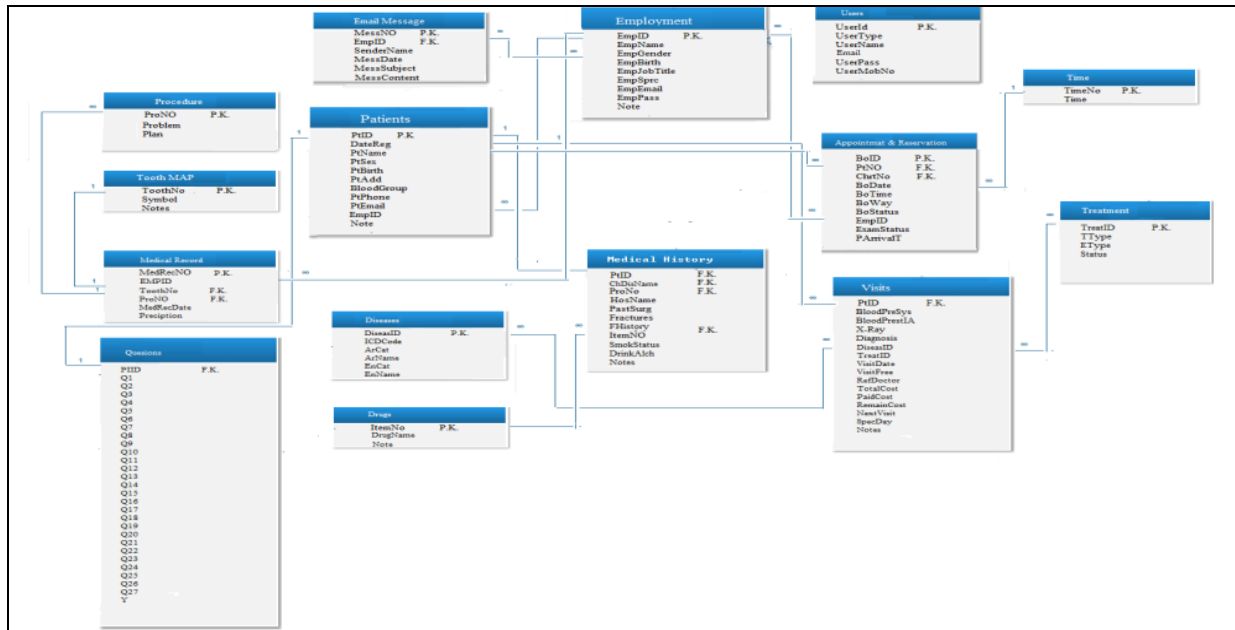 Email Message
MessNO P.K.
EmpID F.K.
SenderName
MessDate
MessSubject
MessContent
Employment
EmpID P.K.
EmpName
EmpGender
EmpBirth
EmpJobTitle
EmpSprc
EmpEmail
EmpPass
Note
Users
UserId P.K.
UserType
UserName
Email
UserPass
UserMobNo
Time
TimeNo P.K.
Time
Procedure
ProNO P.K.
Problem
Plan
Patients
PtID P.K
DateReg
PtName
PtSex
PtBirth
PtAdd
BloodGroup
PtPhone
PtEmail
EmpID
Note
Appointmat & Reservation
BoID P.K.
PtNO F.K.
ChrtNo F.K.
BoDate
BoTime
BoWay
BoStatus
EmpID
ExamStatus
PArrivalT
Tooth MAP
ToothNo P.K.
Symbol
Notes
Treatment
TreatID P.K.
TType
EType
Status
Medical Record
MedRecNO P.K.
EMPID
ToothNo F.K.
ProNO F.K.
MedRecDate
Preciption
Medical History
PtID F.K.
ChDisName F.K.
ProNo F.K.
HosName
PastSurg
Fractures
FHistory F.K.
ItemNO
SmokStatus
DrinkAlch
Notes
Visits
PtID F.K.
BloodPreSys
BloodPrestIA
X-Ray
Diagnosis
DiseasID
TreatID
VisitDate
VisitFree
RefDoctor
TotalCost
PaidCost
RemainCost
NextVisit
SpecDay
Notes
Diseases
DiseasID P.K.
ICDCode
ArCat
ArName
EnCat
EnName
Drugs
ItemNo P.K.
DrugName
Note
Quesions
PIID F.K.
Q1
Q2
Q3
Q4
Q5
Q6
Q7
Q8
Q9
Q10
Q11
Q12
Q13
Q14
Q15
Q16
Q17
Q18
Q19
Q20
Q21
Q22
Q23
Q24
Q25
Q26
Q27
Y